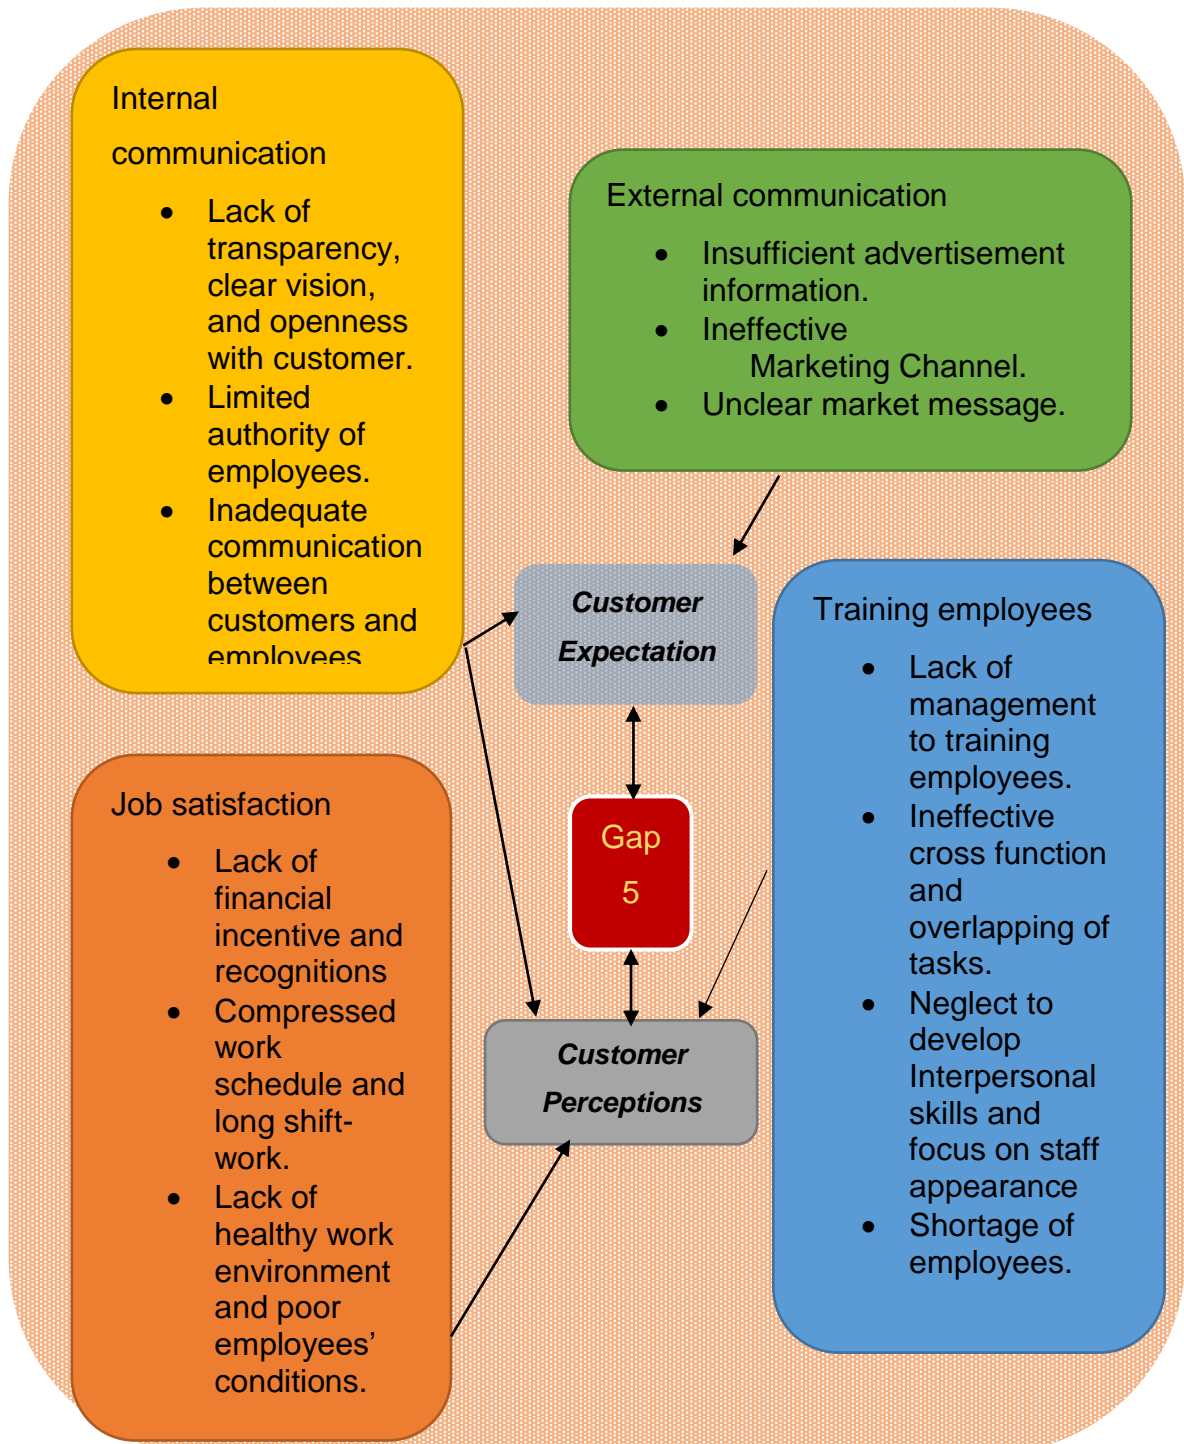 Internal
communication
• Lack of
transparency,
clear vision,
and openness
with customer.
• Limited
authority of
employees.
• Inadequate
communication
between
customers and
employees
External communication
• Insufficient advertisement
information.
• Ineffective
Marketing Channel.
• Unclear market message.
Customer
Expectation
Training employees
• Lack of
management
to training
employees.
• Ineffective
cross function
and
overlapping of
tasks.
• Neglect to
develop
Interpersonal
skills and
focus on staff
appearance
• Shortage of
employees.
Job satisfaction
• Lack of
financial
incentive and
recognitions
• Compressed
work
schedule and
long shift-
work.
• Lack of
healthy work
environment
and poor
employees’
conditions.
Gap
5
Customer
Perceptions